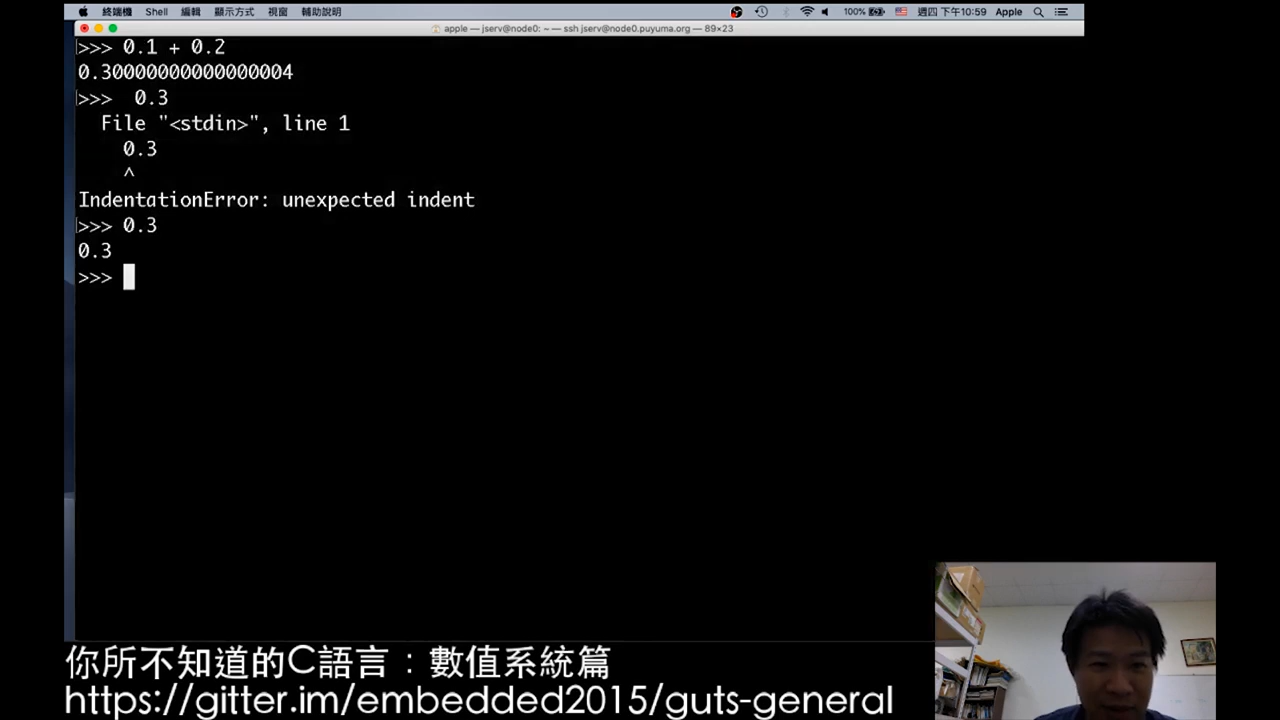 終端機 Shell 編輯 顯示方式 視窗 輔助說明 100% 週四 下午10:59 Apple
apple — jserv@node0: ~ — ssh jserv@node0.puyuma.org — 89×23
>>> 0.1 + 0.2
0.30000000000000004
>>>  0.3
  File "<stdin>", line 1
    0.3
    ^
IndentationError: unexpected indent
>>> 0.3
0.3
>>>
你所不知道的C語言：數值系統篇
https://gitter.im/embedded2015/guts-general